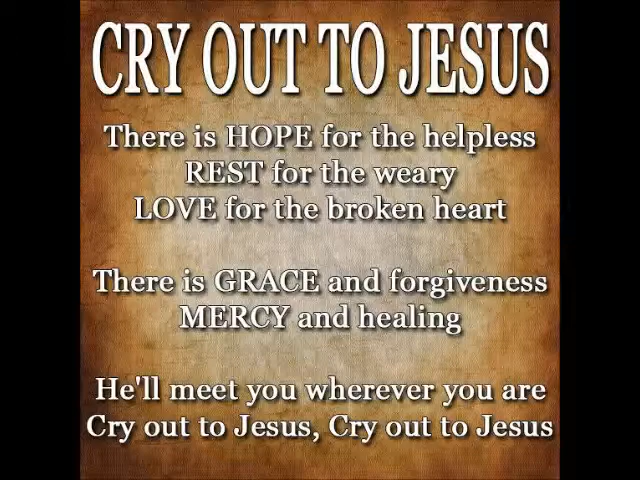 CRY OUT TO JESUS
There is HOPE for the helpless
REST for the weary
LOVE for the broken heart
There is GRACE and forgiveness
MERCY and healing
He'll meet you wherever you are
Cry out to Jesus, Cry out to Jesus